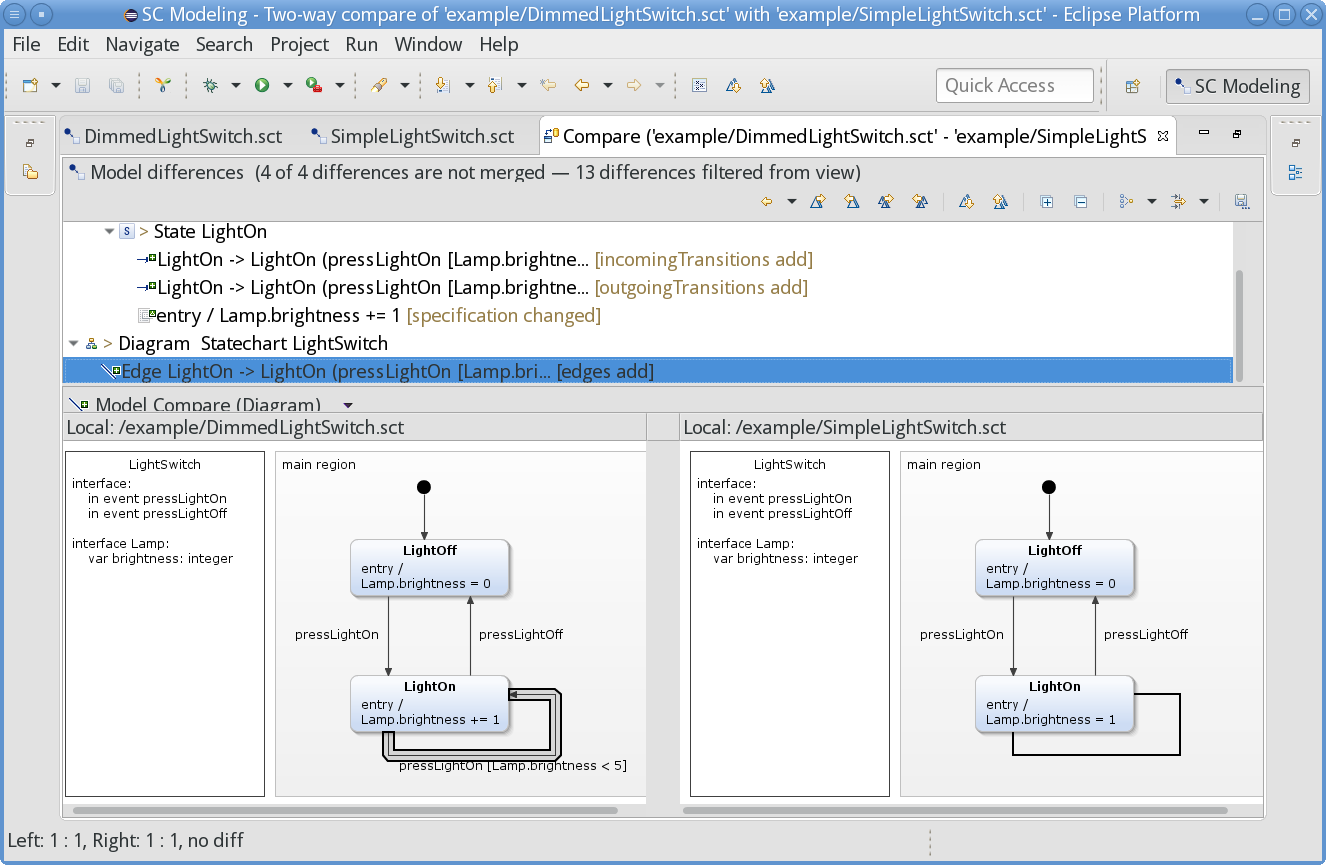 SC Modeling - Two-way compare of 'example/DimmedLightSwitch.sct' with 'example/SimpleLightSwitch.sct' - Eclipse Platform
File Edit Navigate Search Project Run Window Help
Quick Access
SC Modeling
DimmedLightSwitch.sct
SimpleLightSwitch.sct
Compare ('example/DimmedLightSwitch.sct' - 'example/SimpleLightS
Model differences (4 of 4 differences are not merged — 13 differences filtered from view)
S > State LightOn
LightOn -> LightOn (pressLightOn [Lamp.brightne... [incomingTransitions add]
LightOn -> LightOn (pressLightOn [Lamp.brightne... [outgoingTransitions add]
entry / Lamp.brightness += 1 [specification changed]
> Diagram Statechart LightSwitch
Edge LightOn -> LightOn (pressLightOn [Lamp.bri... [edges add]
Model Compare (Diagram)
Local: /example/DimmedLightSwitch.sct
LightSwitch
interface:
in event pressLightOn
in event pressLightOff
interface Lamp:
var brightness: integer
main region
LightOff
entry /
Lamp.brightness = 0
pressLightOn
pressLightOff
LightOn
entry /
Lamp.brightness += 1
pressLightOn [Lamp.brightness < 5]
Local: /example/SimpleLightSwitch.sct
LightSwitch
interface:
in event pressLightOn
in event pressLightOff
interface Lamp:
var brightness: integer
main region
LightOff
entry /
Lamp.brightness = 0
pressLightOn
pressLightOff
LightOn
entry /
Lamp.brightness = 1
Left: 1 : 1, Right: 1 : 1, no diff